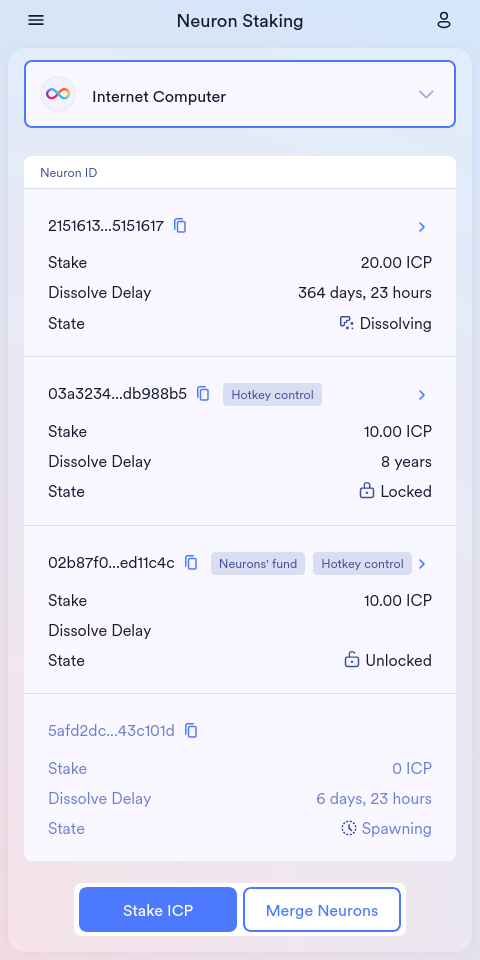 Neuron Staking
Internet Computer
Neuron ID
2151613...5151617
Stake 20.00 ICP
Dissolve Delay 364 days, 23 hours
State Dissolving
03a3234...db988b5 Hotkey control
Stake 10.00 ICP
Dissolve Delay 8 years
State Locked
02b87f0...ed11c4c Neurons' fund Hotkey control
Stake 10.00 ICP
Dissolve Delay
State Unlocked
5afd2dc...43c101d
Stake 0 ICP
Dissolve Delay 6 days, 23 hours
State Spawning
Stake ICP Merge Neurons